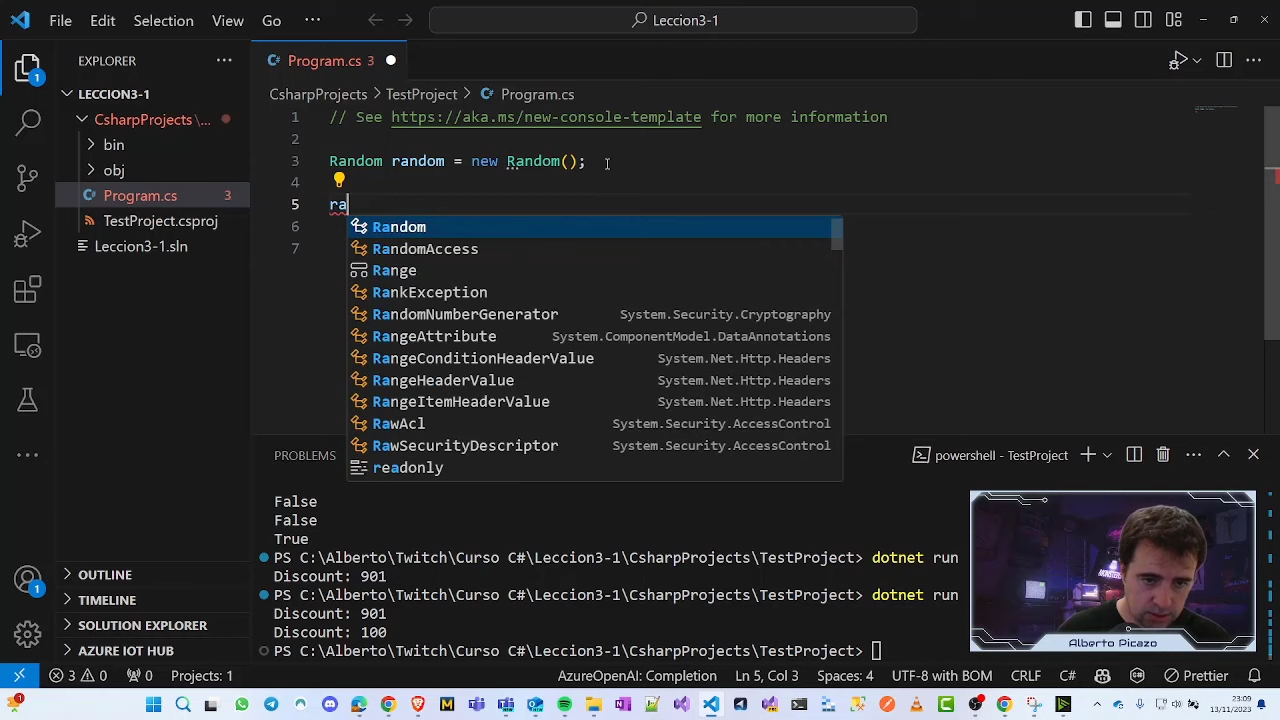 File Edit Selection View Go ··· Leccion3-1
EXPLORER ···
LECCION3-1
CsharpProjects \...
bin
obj
Program.cs 3
TestProject.csproj
Leccion3-1.sln
OUTLINE
TIMELINE
SOLUTION EXPLORER
AZURE IOT HUB
1
1
Program.cs 3
CsharpProjects > TestProject > Program.cs
1 // See https://aka.ms/new-console-template for more information
2
3 Random random = new Random();
4
5 ra
6
7
Random
RandomAccess
Range
RankException
RandomNumberGenerator System.Security.Cryptography
RangeAttribute System.ComponentModel.DataAnnotations
RangeConditionHeaderValue System.Net.Http.Headers
RangeHeaderValue System.Net.Http.Headers
RangeItemHeaderValue System.Net.Http.Headers
RawAcl System.Security.AccessControl
RawSecurityDescriptor System.Security.AccessControl
readonly
PROBLEMS powershell - TestProject
False
False
True
PS C:\Alberto\Twitch\Curso C#\Leccion3-1\CsharpProjects\TestProject> dotnet run
Discount: 901
PS C:\Alberto\Twitch\Curso C#\Leccion3-1\CsharpProjects\TestProject> dotnet run
Discount: 901
Discount: 100
PS C:\Alberto\Twitch\Curso C#\Leccion3-1\CsharpProjects\TestProject>
Alberto Picazo
3 0 0 Projects: 1 AzureOpenAI: Completion Ln 5, Col 3 Spaces: 4 UTF-8 with BOM CRLF C# Prettier
23:09
13/11/2023